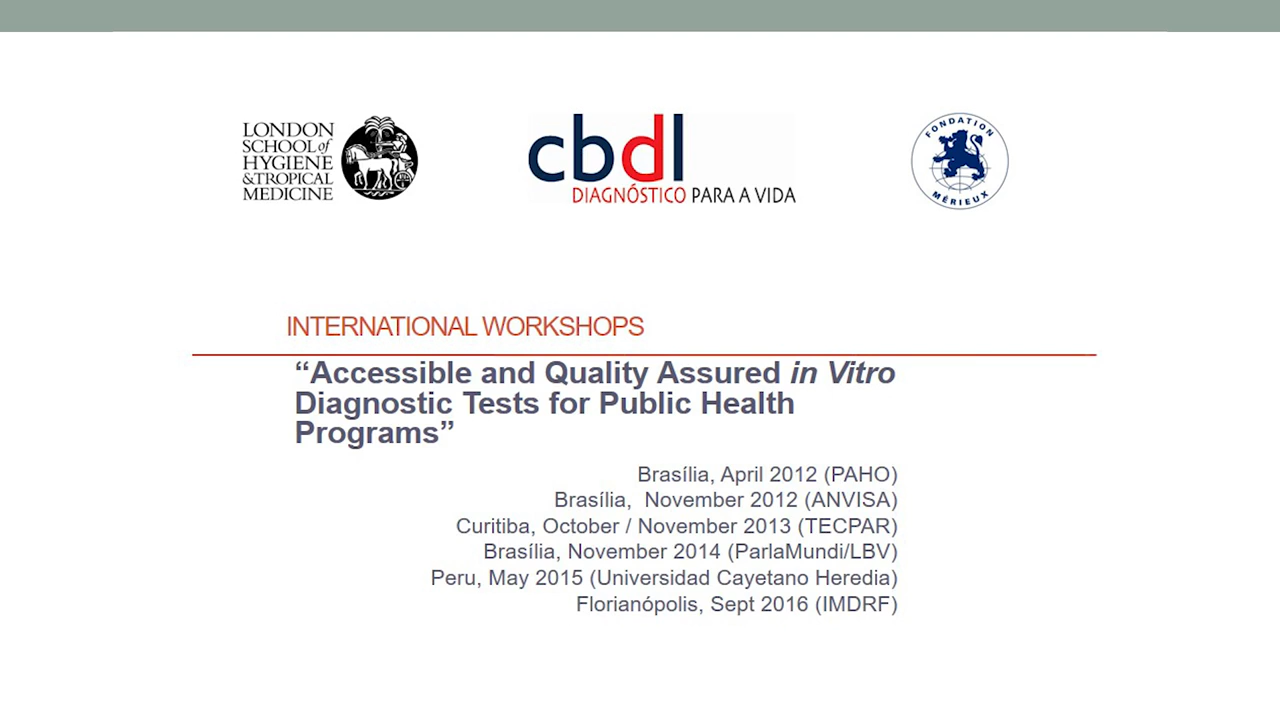 LONDON
SCHOOL of
HYGIENE
& TROPICAL
MEDICINE
cbdl
DIAGNÓSTICO PARA A VIDA
FONDATION
MÉRIEUX
INTERNATIONAL WORKSHOPS
“Accessible and Quality Assured in Vitro
Diagnostic Tests for Public Health
Programs”
Brasília, April 2012 (PAHO)
Brasília, November 2012 (ANVISA)
Curitiba, October / November 2013 (TECPAR)
Brasília, November 2014 (ParlaMundi/LBV)
Peru, May 2015 (Universidad Cayetano Heredia)
Florianópolis, Sept 2016 (IMDRF)